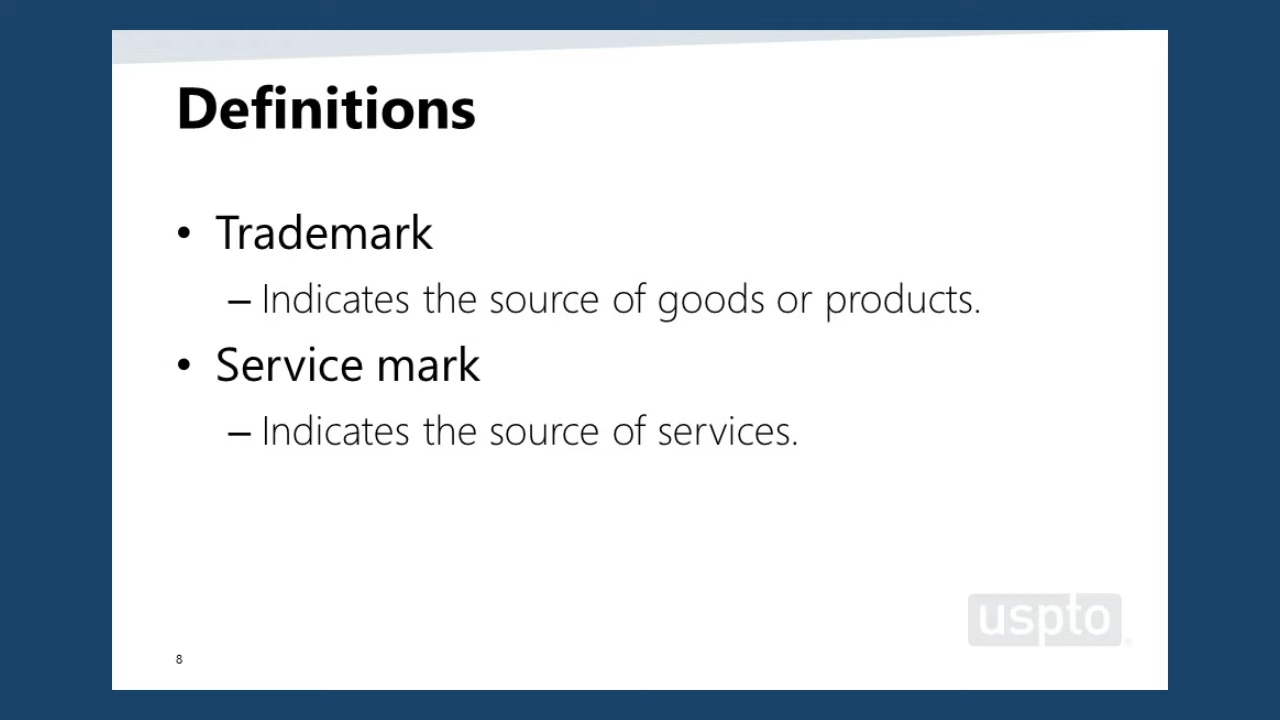 Definitions
• Trademark
– Indicates the source of goods or products.
• Service mark
– Indicates the source of services.
uspto
8